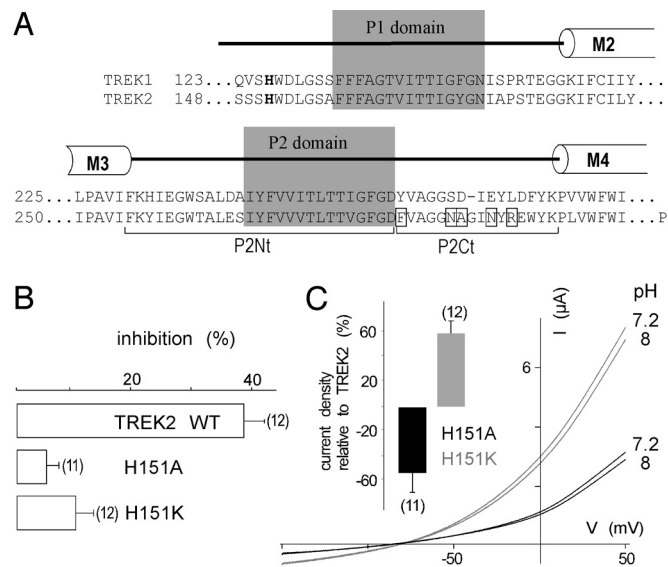 A
P1 domain
M2
TREK1 123...QVSHWDLGSSFFFAGTVITTIGFGNISPRTEGGKIFCIIY...
TREK2 148...SSSHWDLGSAFFFAGTVITTIGYGNIAPSTEGGKIFCILY...
P2 domain
M3
M4
225...LPAVIFKHIEGWSALDAIYFVVITLTTIGFGDYVAGGSD-IEYLDFYKPVVWFWI...
250...IPAVIFKYIEGWTALESIYFVVVTLTTVGFGDFVAGGNAGINYREWYKPLVWFWI...P
P2Nt
P2Ct
B
inhibition (%)
20 40
TREK2 WT (12)
(11) H151A
(12) H151K
C
current density
relative to TREK2 (%)
60
20
-20
-60
(12)
(11)
H151A
H151K
I (µA)
6
pH
7.2
8
7.2
8
V (mV)
-50 50